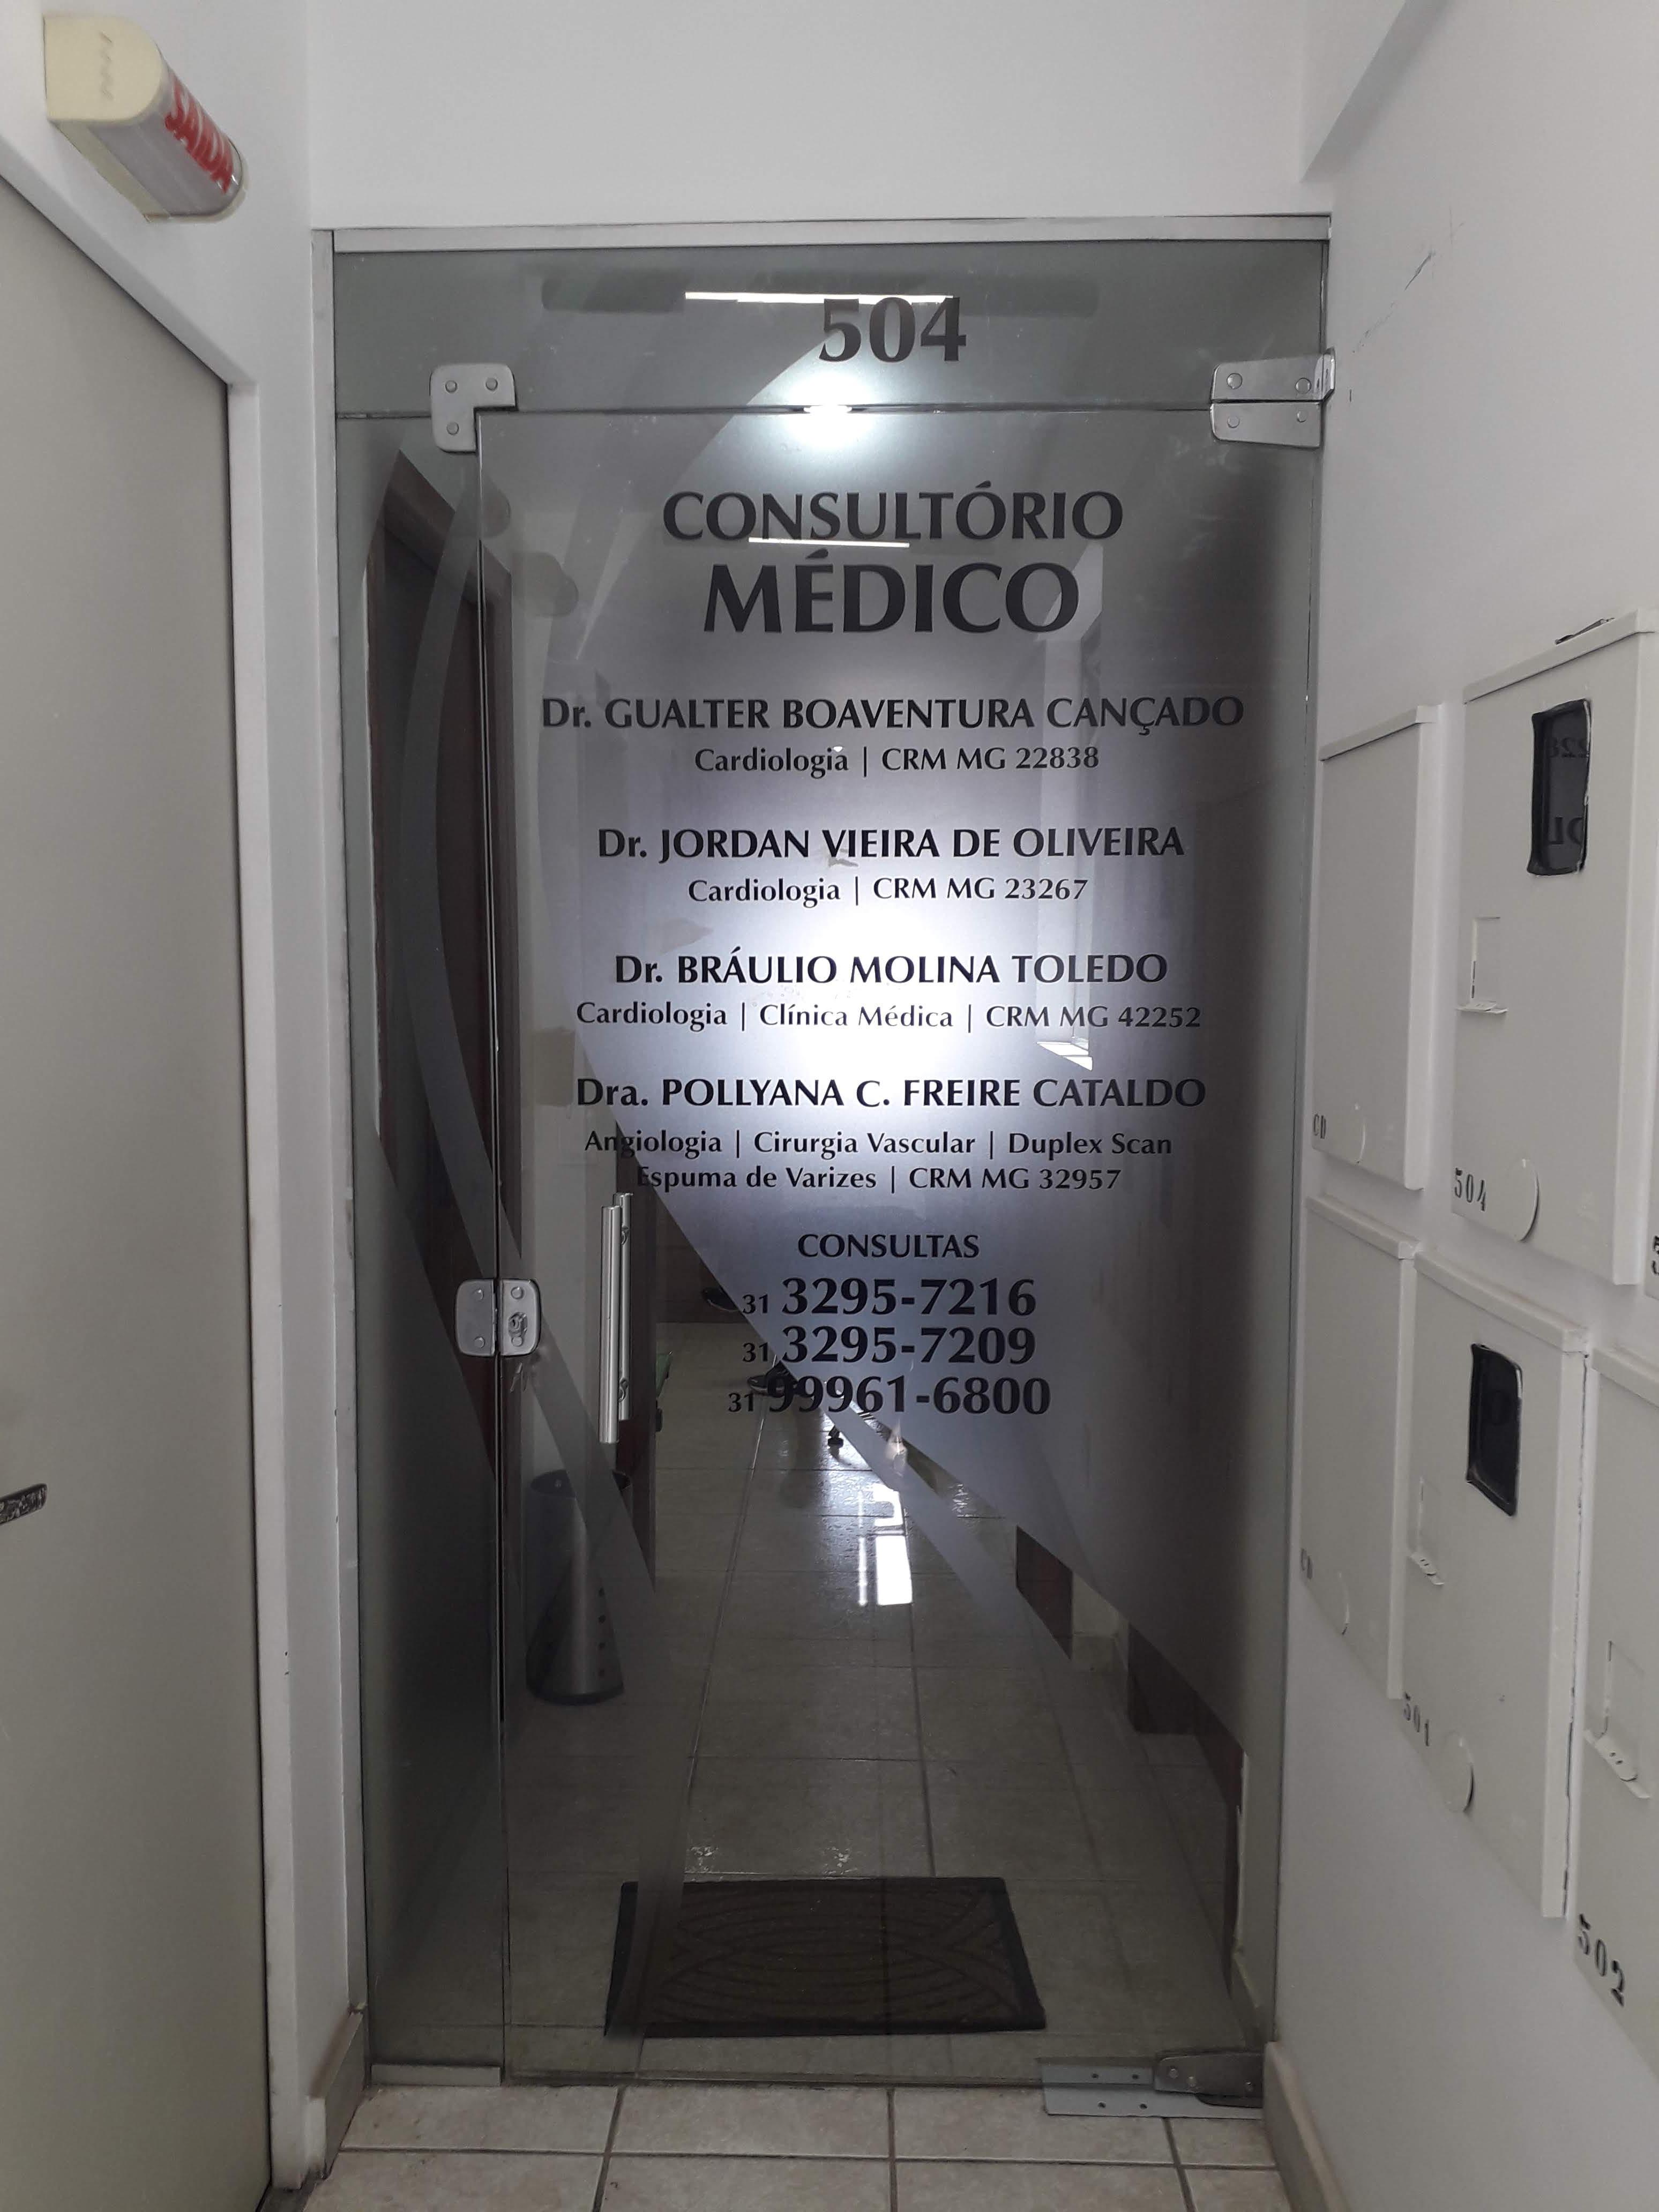 SAÍDA
504
CONSULTÓRIO
MÉDICO
Dr. GUALTER BOAVENTURA CANÇADO
Cardiologia | CRM MG 22838
Dr. JORDAN VIEIRA DE OLIVEIRA
Cardiologia | CRM MG 23267
Dr. BRÁULIO MOLINA TOLEDO
Cardiologia | Clínica Médica | CRM MG 42252
Dra. POLLYANA C. FREIRE CATALDO
Angiologia | Cirurgia Vascular | Duplex Scan
Espuma de Varizes | CRM MG 32957
CONSULTAS
31 3295-7216
31 3295-7209
31 99961-6800
CD
504
CD
501
502